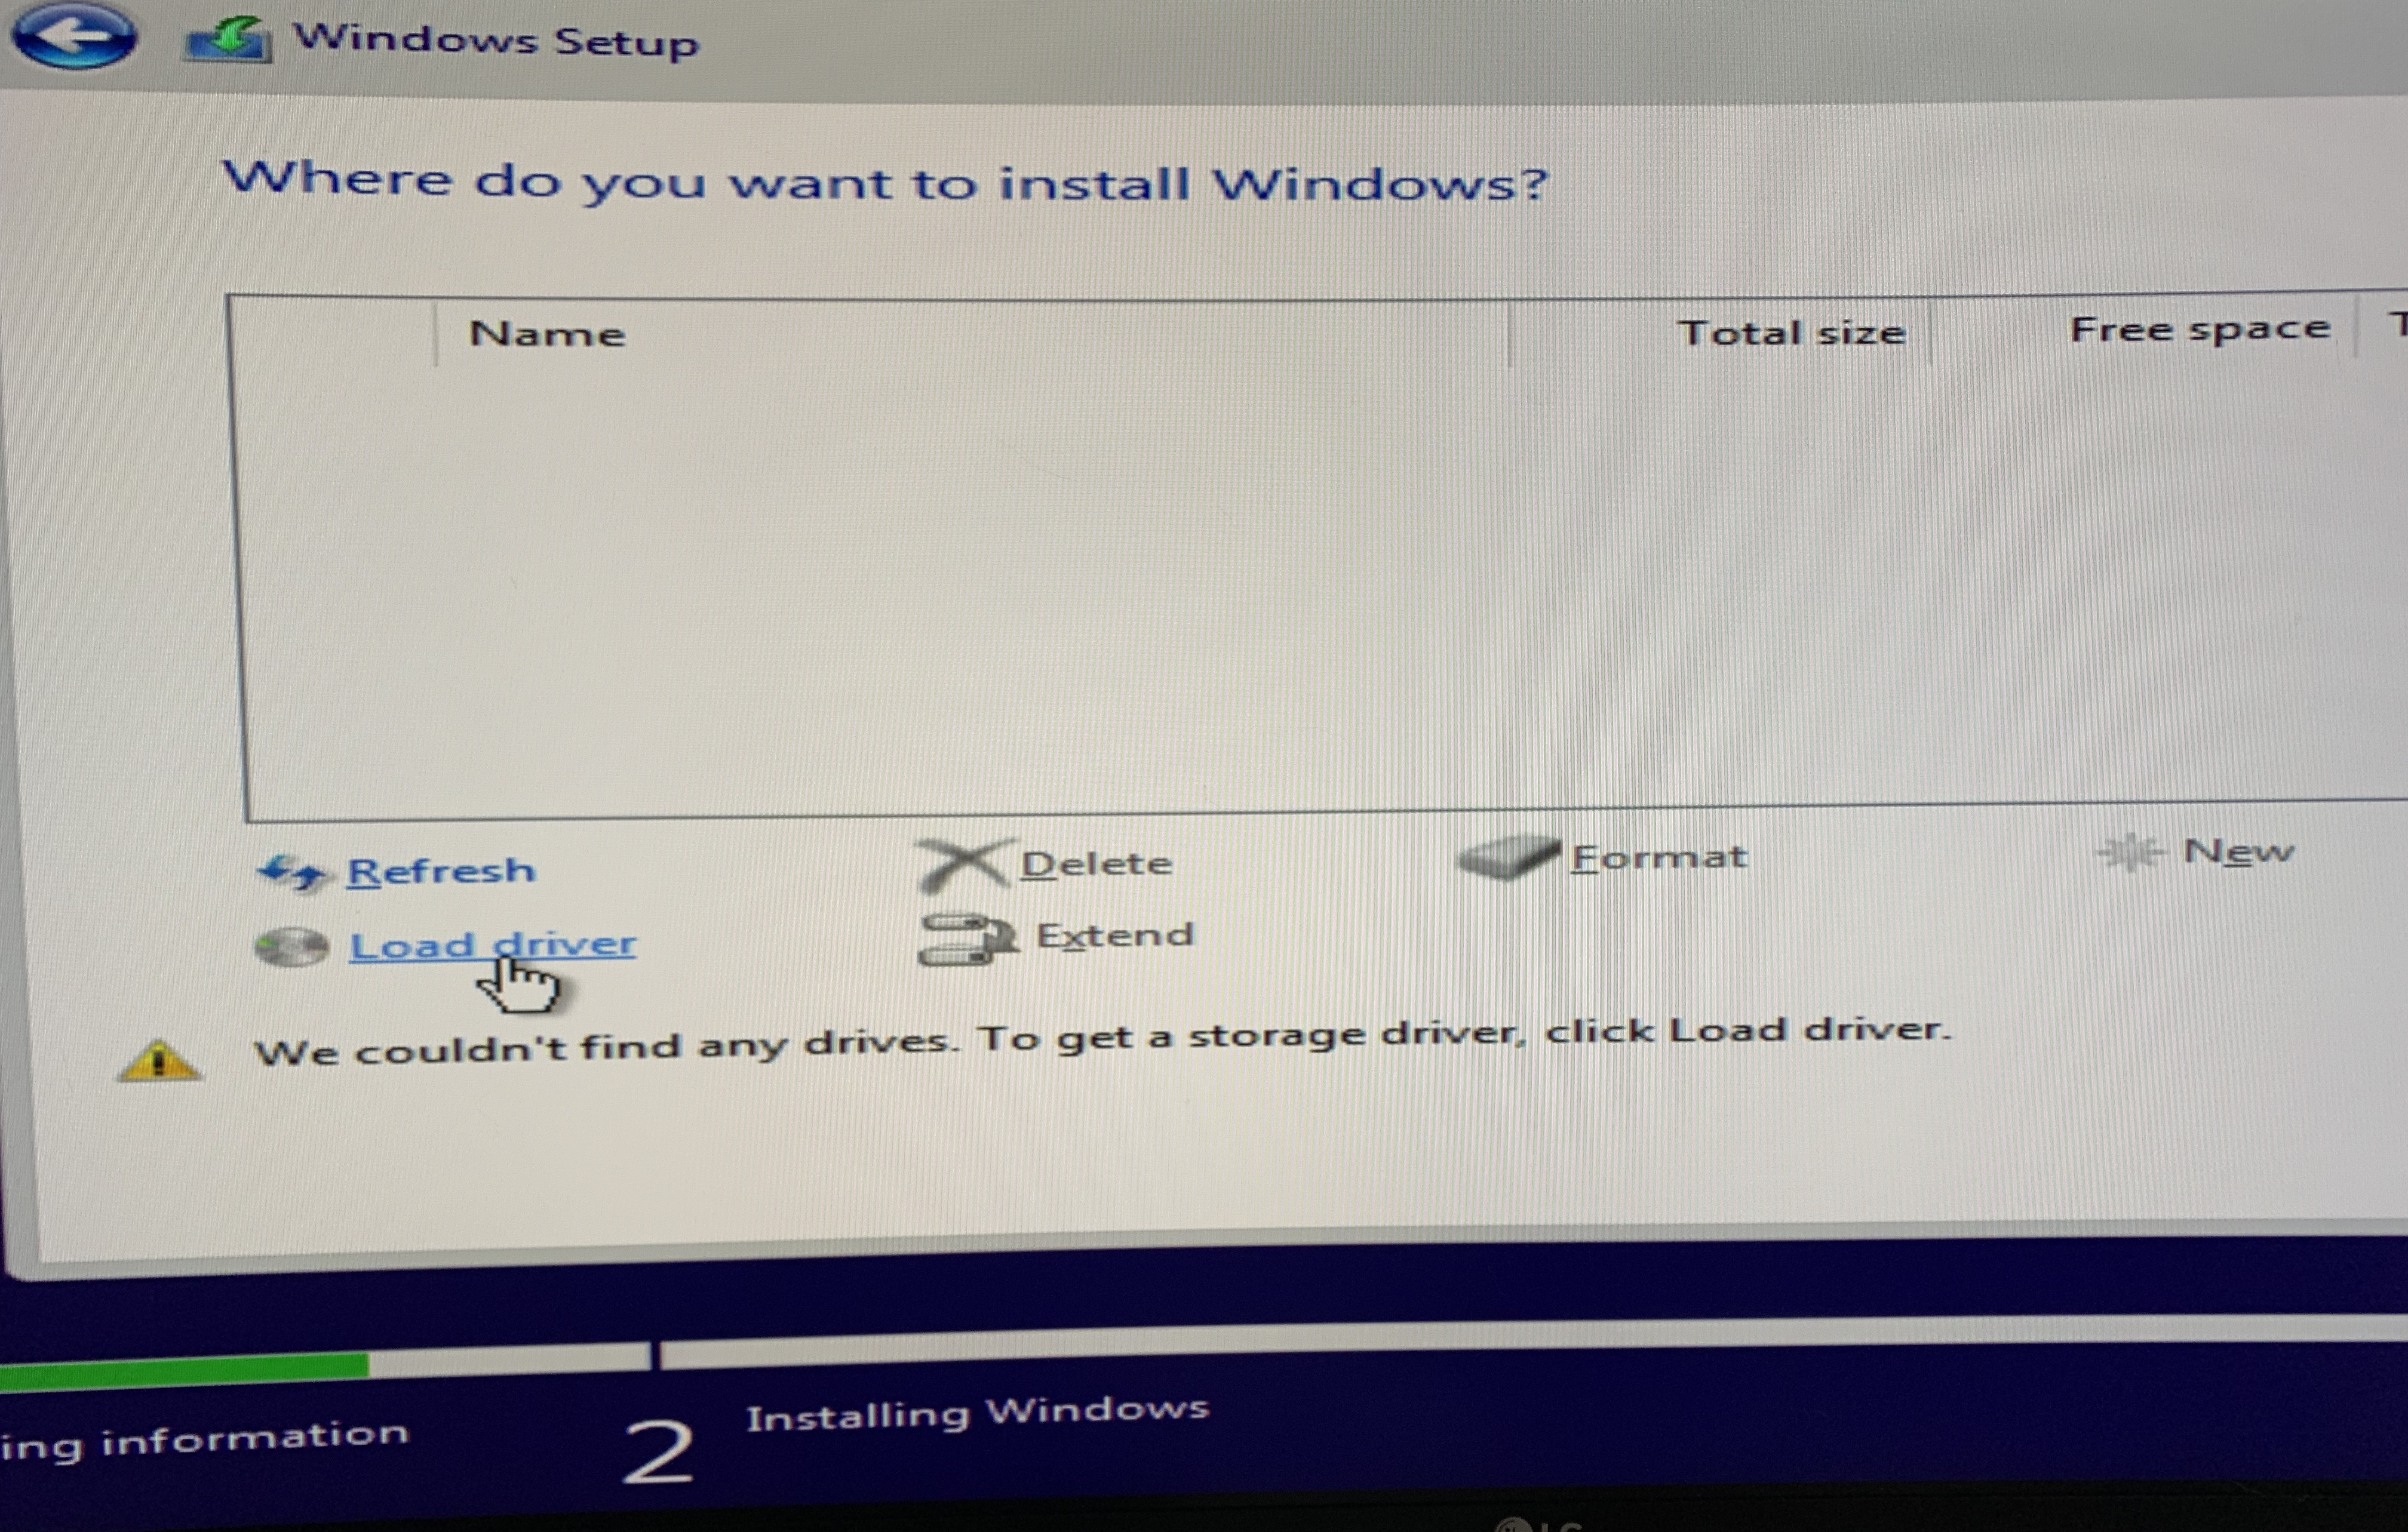 Windows Setup
Where do you want to install Windows?
Name Total size Free space T
Refresh Delete Format New
Load driver Extend
We couldn't find any drives. To get a storage driver, click Load driver.
ing information 2 Installing Windows